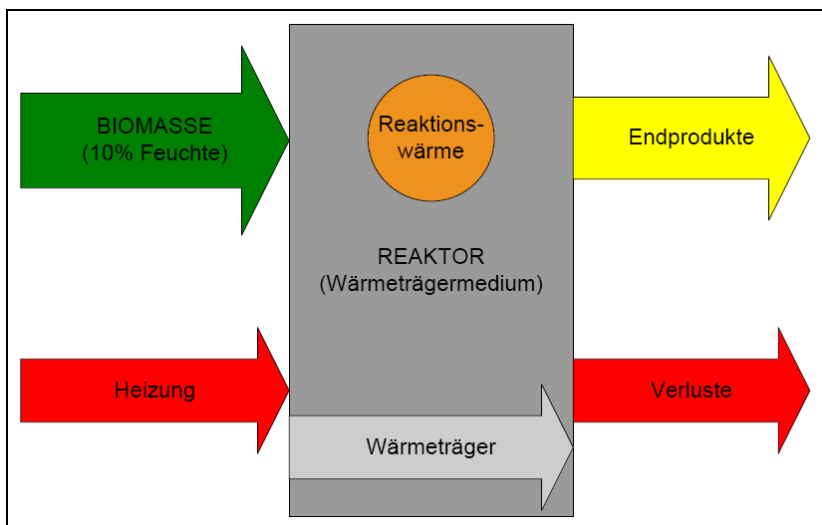 BIOMASSE
(10% Feuchte)
Reaktions-
wärme
Endprodukte
REAKTOR
(Wärmeträgermedium)
Heizung
Verluste
Wärmeträger